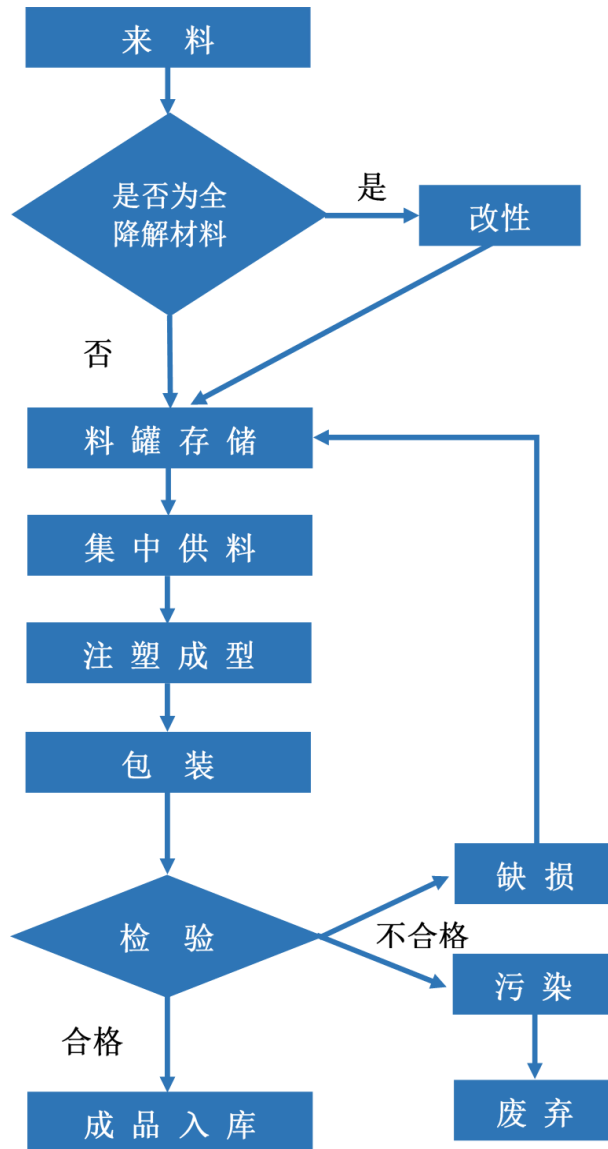 来 料
是否为全
降解材料
是
改性
否
料 罐 存 储
集 中 供 料
注 塑 成 型
包 装
缺 损
检 验
不合格
污 染
合格
成 品 入 库
废 弃